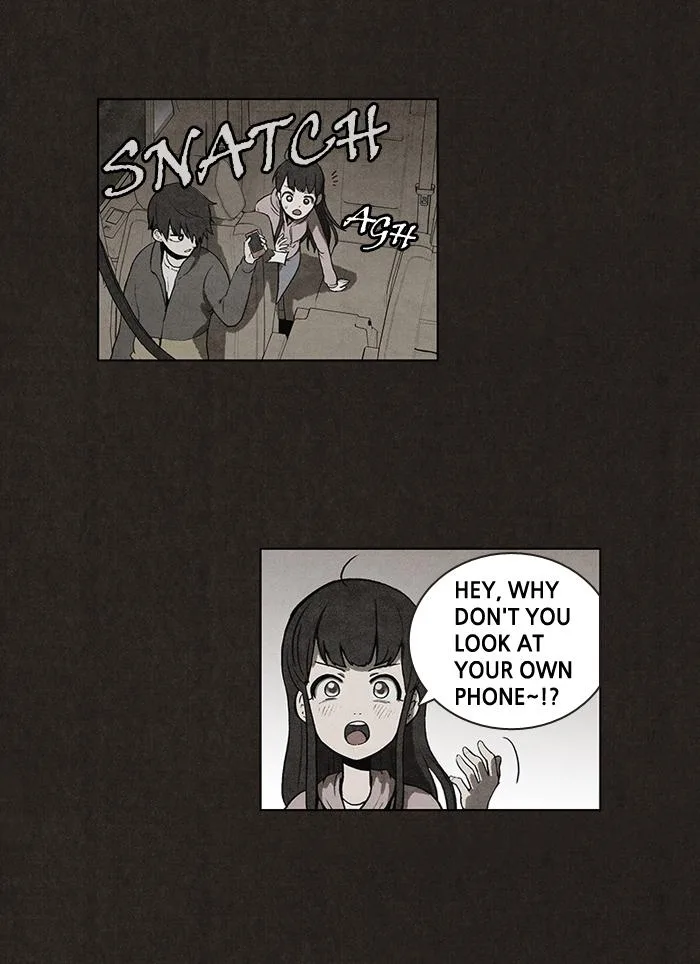 SNATCH
AGH
HEY, WHY
DON'T YOU
LOOK AT
YOUR OWN
PHONE~!?